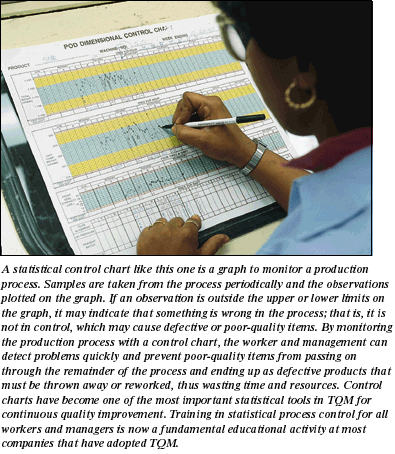 POD DIMENSIONAL CONTROL CHART
PRODUCT
MACHINE NO.
WEEK ENDING
A statistical control chart like this one is a graph to monitor a production
process. Samples are taken from the process periodically and the observations
plotted on the graph. If an observation is outside the upper or lower limits on
the graph, it may indicate that something is wrong in the process; that is, it is
not in control, which may cause defective or poor-quality items. By monitoring
the production process with a control chart, the worker and management can
detect problems quickly and prevent poor-quality items from passing on
through the remainder of the process and ending up as defective products that
must be thrown away or reworked, thus wasting time and resources. Control
charts have become one of the most important statistical tools in TQM for
continuous quality improvement. Training in statistical process control for all
workers and managers is now a fundamental educational activity at most
companies that have adopted TQM.